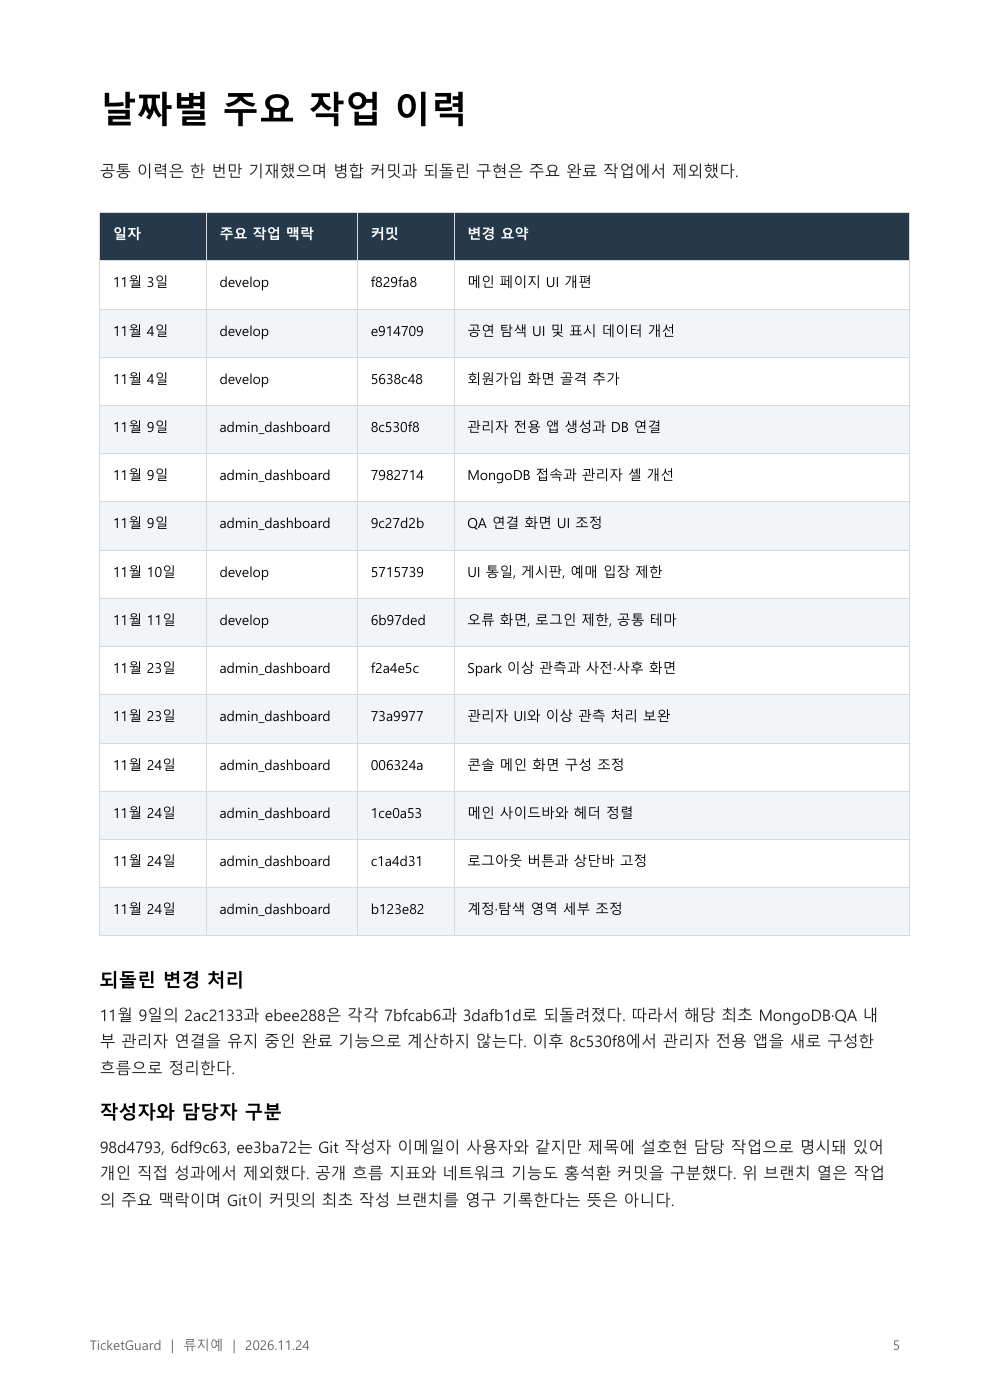 날짜별 주요 작업 이력
공통 이력은 한 번만 기재했으며 병합 커밋과 되돌린 구현은 주요 완료 작업에서 제외했다.
일자 주요 작업 맥락 커밋 변경 요약
11월 3일 develop f829fa8 메인 페이지 UI 개편
11월 4일 develop e914709 공연 탐색 UI 및 표시 데이터 개선
11월 4일 develop 5638c48 회원가입 화면 골격 추가
11월 9일 admin_dashboard 8c530f8 관리자 전용 앱 생성과 DB 연결
11월 9일 admin_dashboard 7982714 MongoDB 접속과 관리자 셸 개선
11월 9일 admin_dashboard 9c27d2b QA 연결 화면 UI 조정
11월 10일 develop 5715739 UI 통일, 게시판, 예매 입장 제한
11월 11일 develop 6b97ded 오류 화면, 로그인 제한, 공통 테마
11월 23일 admin_dashboard f2a4e5c Spark 이상 관측과 사전·사후 화면
11월 23일 admin_dashboard 73a9977 관리자 UI와 이상 관측 처리 보완
11월 24일 admin_dashboard 006324a 콘솔 메인 화면 구성 조정
11월 24일 admin_dashboard 1ce0a53 메인 사이드바와 헤더 정렬
11월 24일 admin_dashboard c1a4d31 로그아웃 버튼과 상단바 고정
11월 24일 admin_dashboard b123e82 계정·탐색 영역 세부 조정
되돌린 변경 처리
11월 9일의 2ac2133과 ebee288은 각각 7bfcab6과 3dafb1d로 되돌려졌다. 따라서 해당 최초 MongoDB·QA 내
부 관리자 연결을 유지 중인 완료 기능으로 계산하지 않는다. 이후 8c530f8에서 관리자 전용 앱을 새로 구성한
흐름으로 정리한다.
작성자와 담당자 구분
98d4793, 6df9c63, ee3ba72는 Git 작성자 이메일이 사용자와 같지만 제목에 설호현 담당 작업으로 명시돼 있어
개인 직접 성과에서 제외했다. 공개 흐름 지표와 네트워크 기능도 홍석환 커밋을 구분했다. 위 브랜치 열은 작업
의 주요 맥락이며 Git이 커밋의 최초 작성 브랜치를 영구 기록한다는 뜻은 아니다.
TicketGuard | 류지예 | 2026.11.24 5